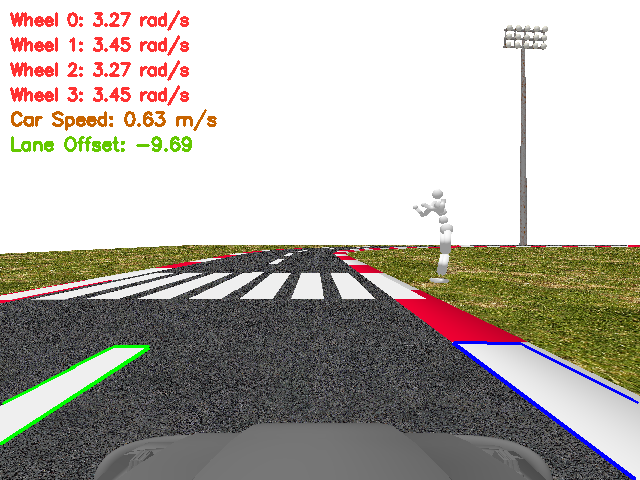 Wheel 0: 3.27 rad/s
Wheel 1: 3.45 rad/s
Wheel 2: 3.27 rad/s
Wheel 3: 3.45 rad/s
Car Speed: 0.63 m/s
Lane Offset: -9.69